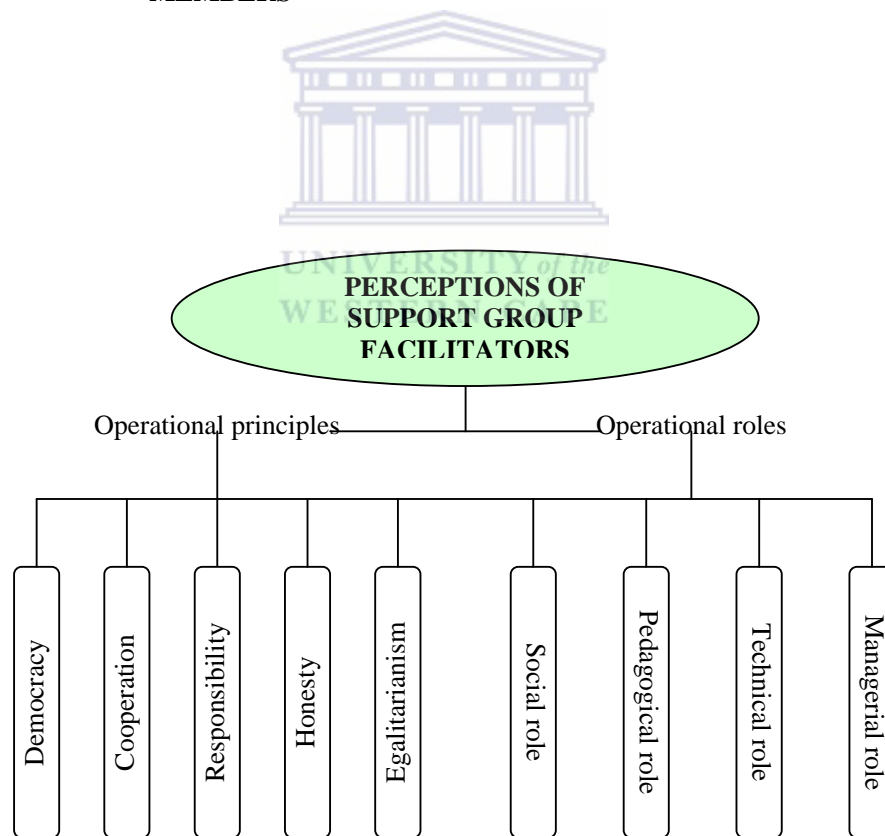 MEMBERS
UNIVERSITY of the
WESTERN CAPE
PERCEPTIONS OF
SUPPORT GROUP
FACILITATORS
Operational principles
Operational roles
Democracy
Cooperation
Responsibility
Honesty
Egalitarianism
Social role
Pedagogical role
Technical role
Managerial role